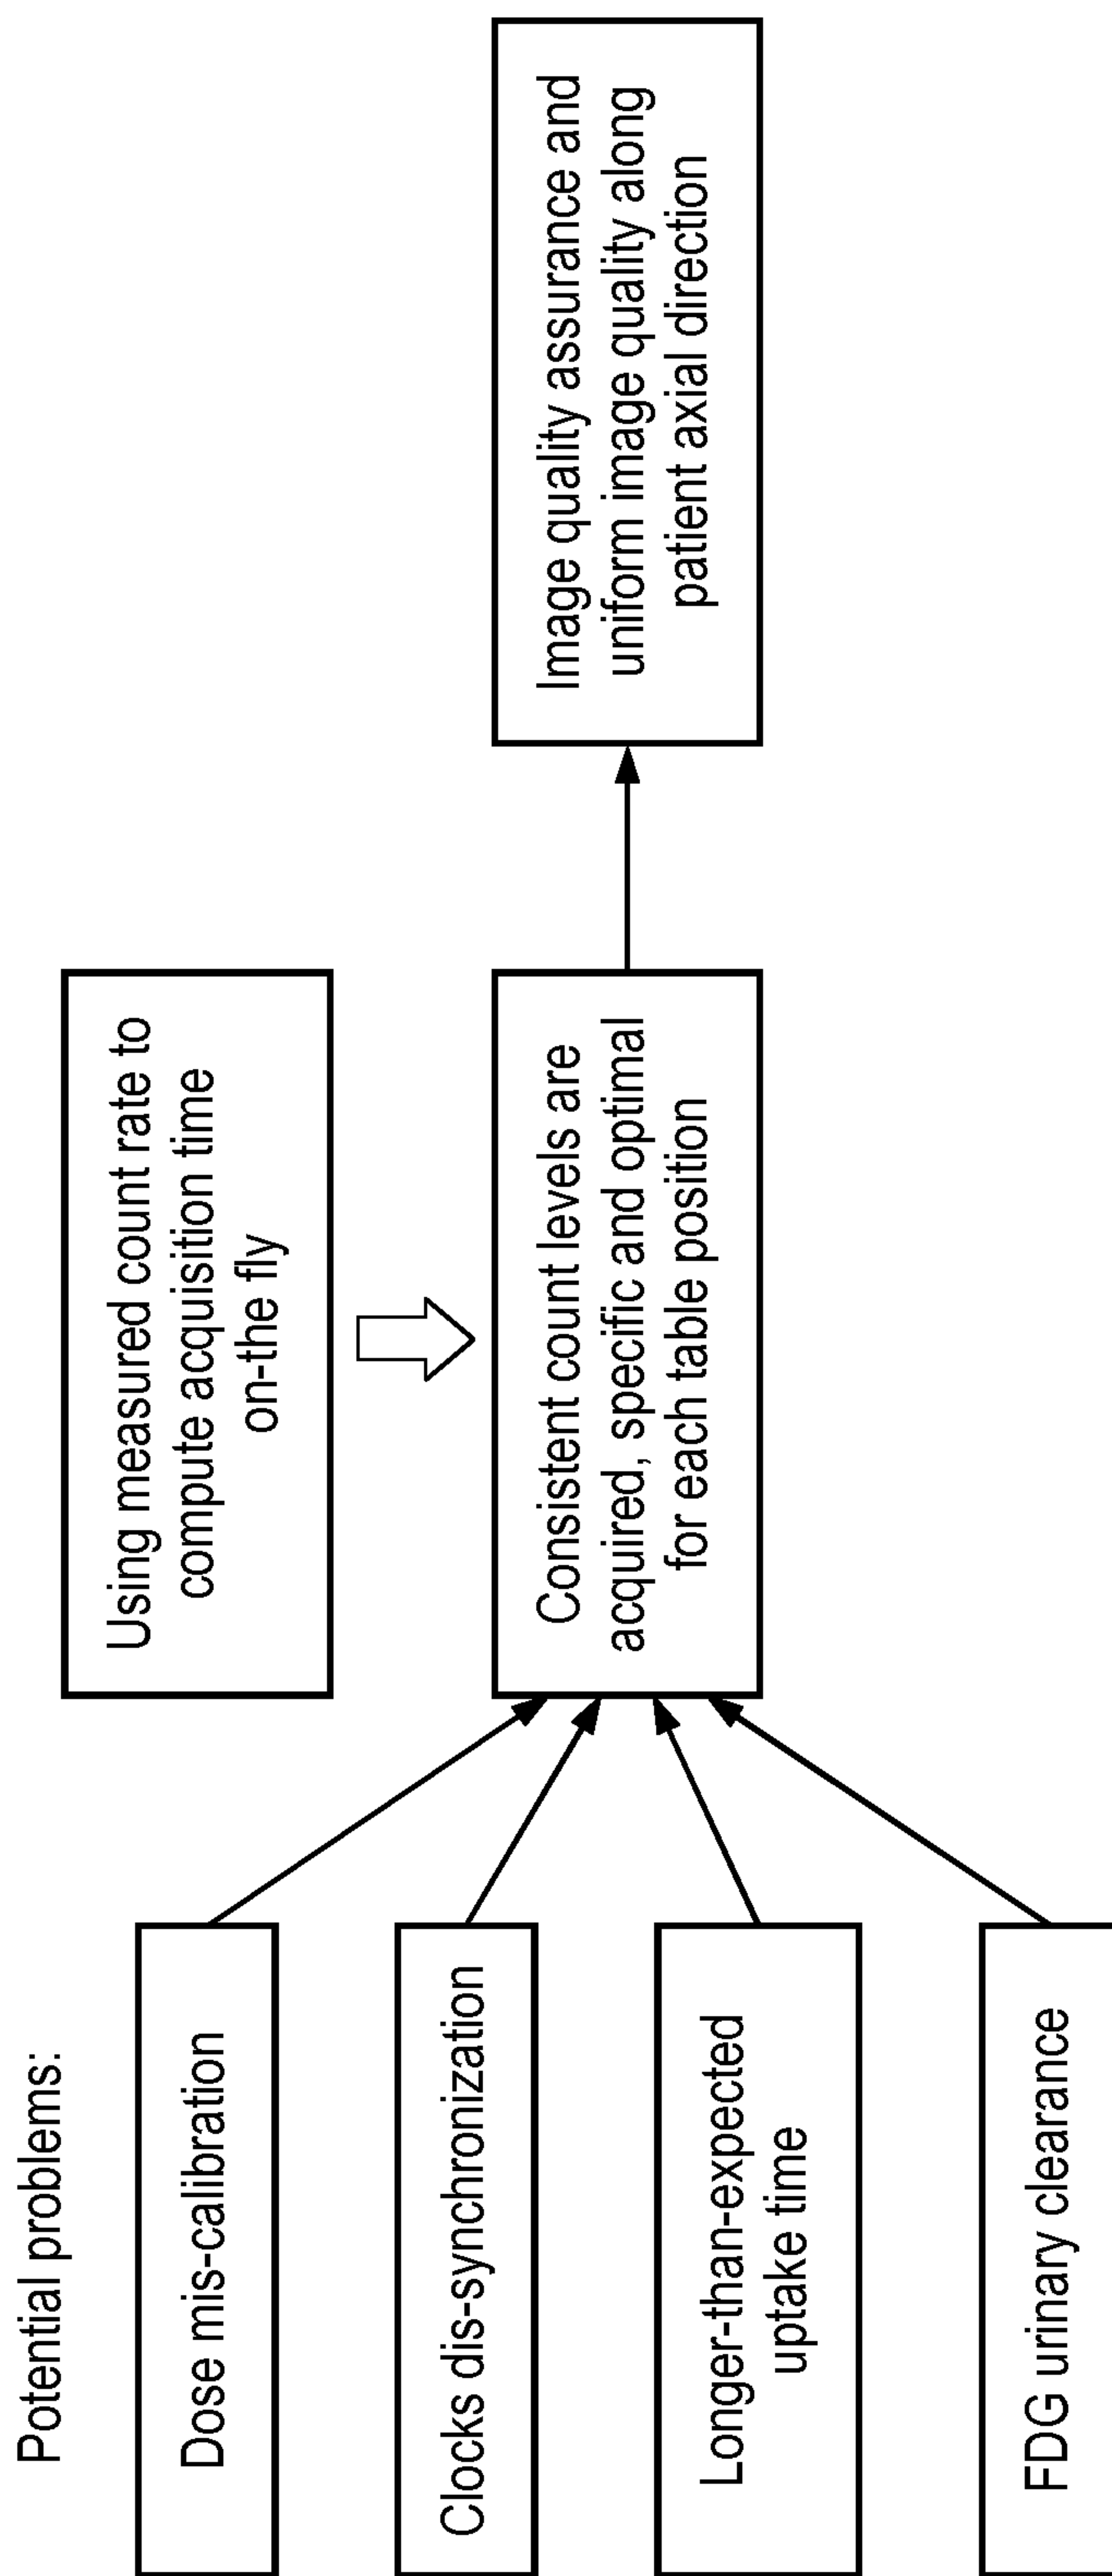 Potential problems:
Dose mis-calibration
Clocks dis-synchronization
Longer-than-expected
uptake time
FDG urinary clearance
Using measured count rate to
compute acquisition time
on-the fly
Consistent count levels are
acquired, specific and optimal
for each table position
Image quality assurance and
uniform image quality along
patient axial direction